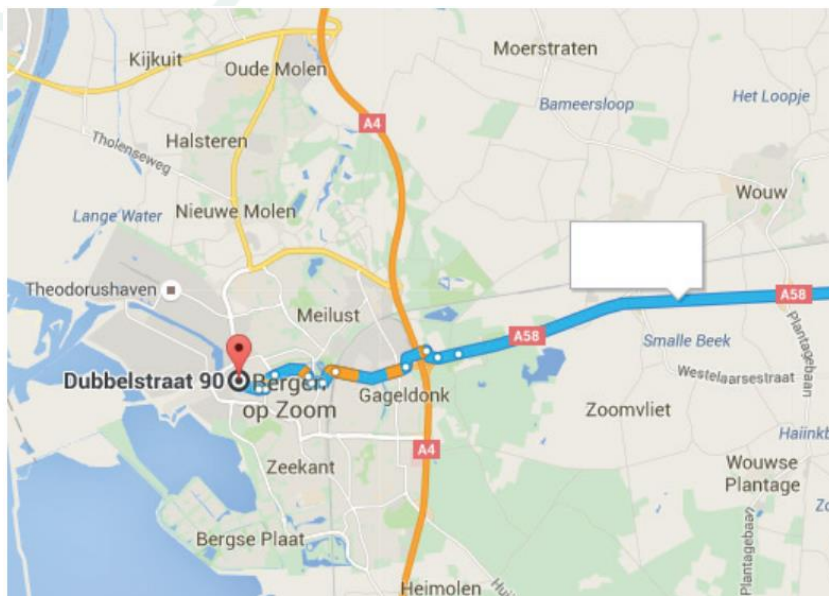 Kijkuit
Oude Molen
Moerstraten
Bameersloop
Het Loopje
A4
Halsteren
Tholenseweg
Wouw
Nieuwe Molen
Lange Water
Theodorushaven
Meilust
A58
A58
Smalle Beek
Plantagebaan
Dubbelstraat 90
Bergen
op Zoom
Gageldonk
Westelaarsestraat
Zoomvliet
A4
Zeekant
Wouwse
Plantage
Bergse Plaat
Heimolen